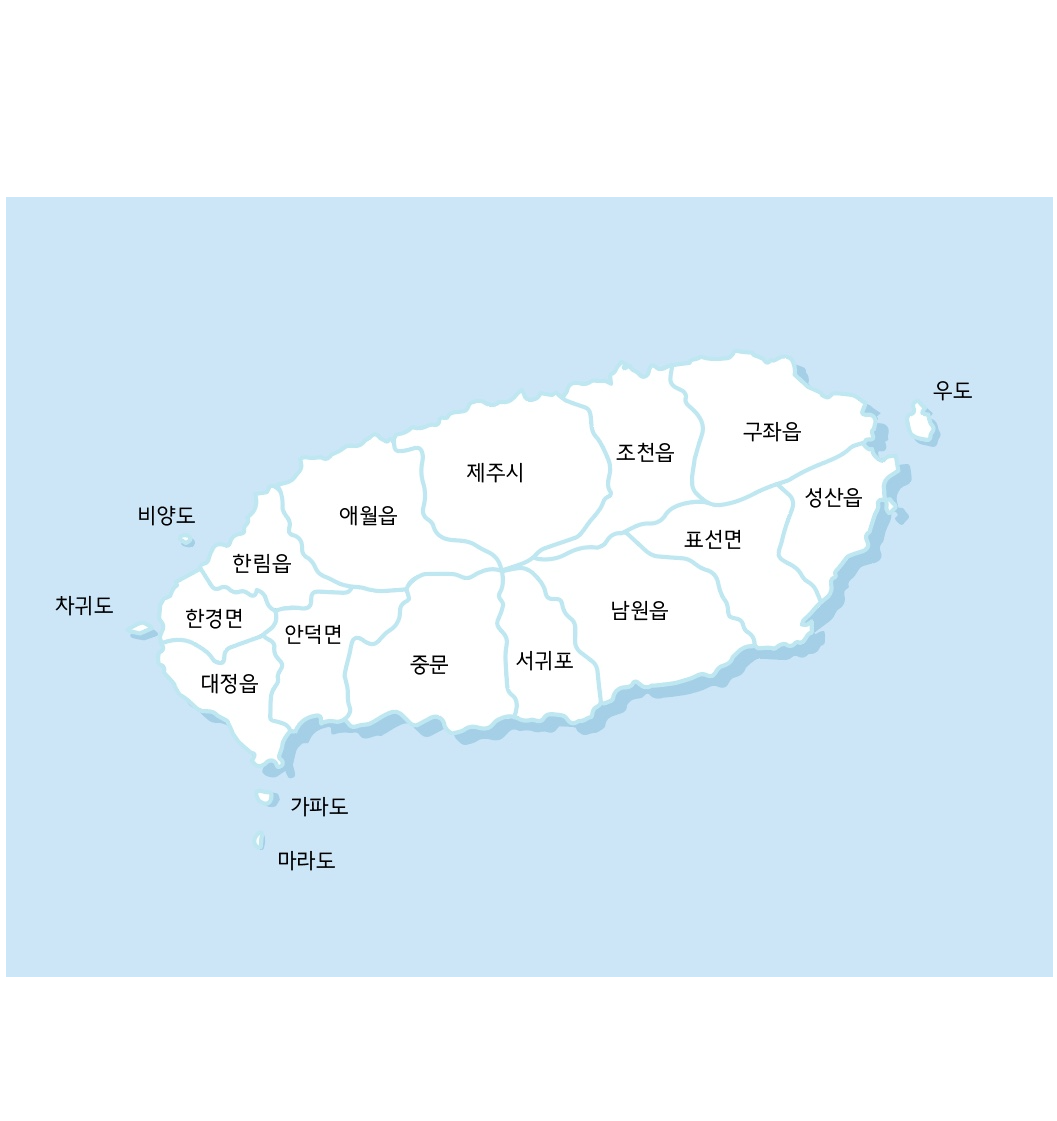 우도
구좌읍
조천읍
제주시
성산읍
애월읍
비양도
표선면
한림읍
차귀도
한경면
남원읍
안덕면
서귀포
중문
대정읍
가파도
마라도